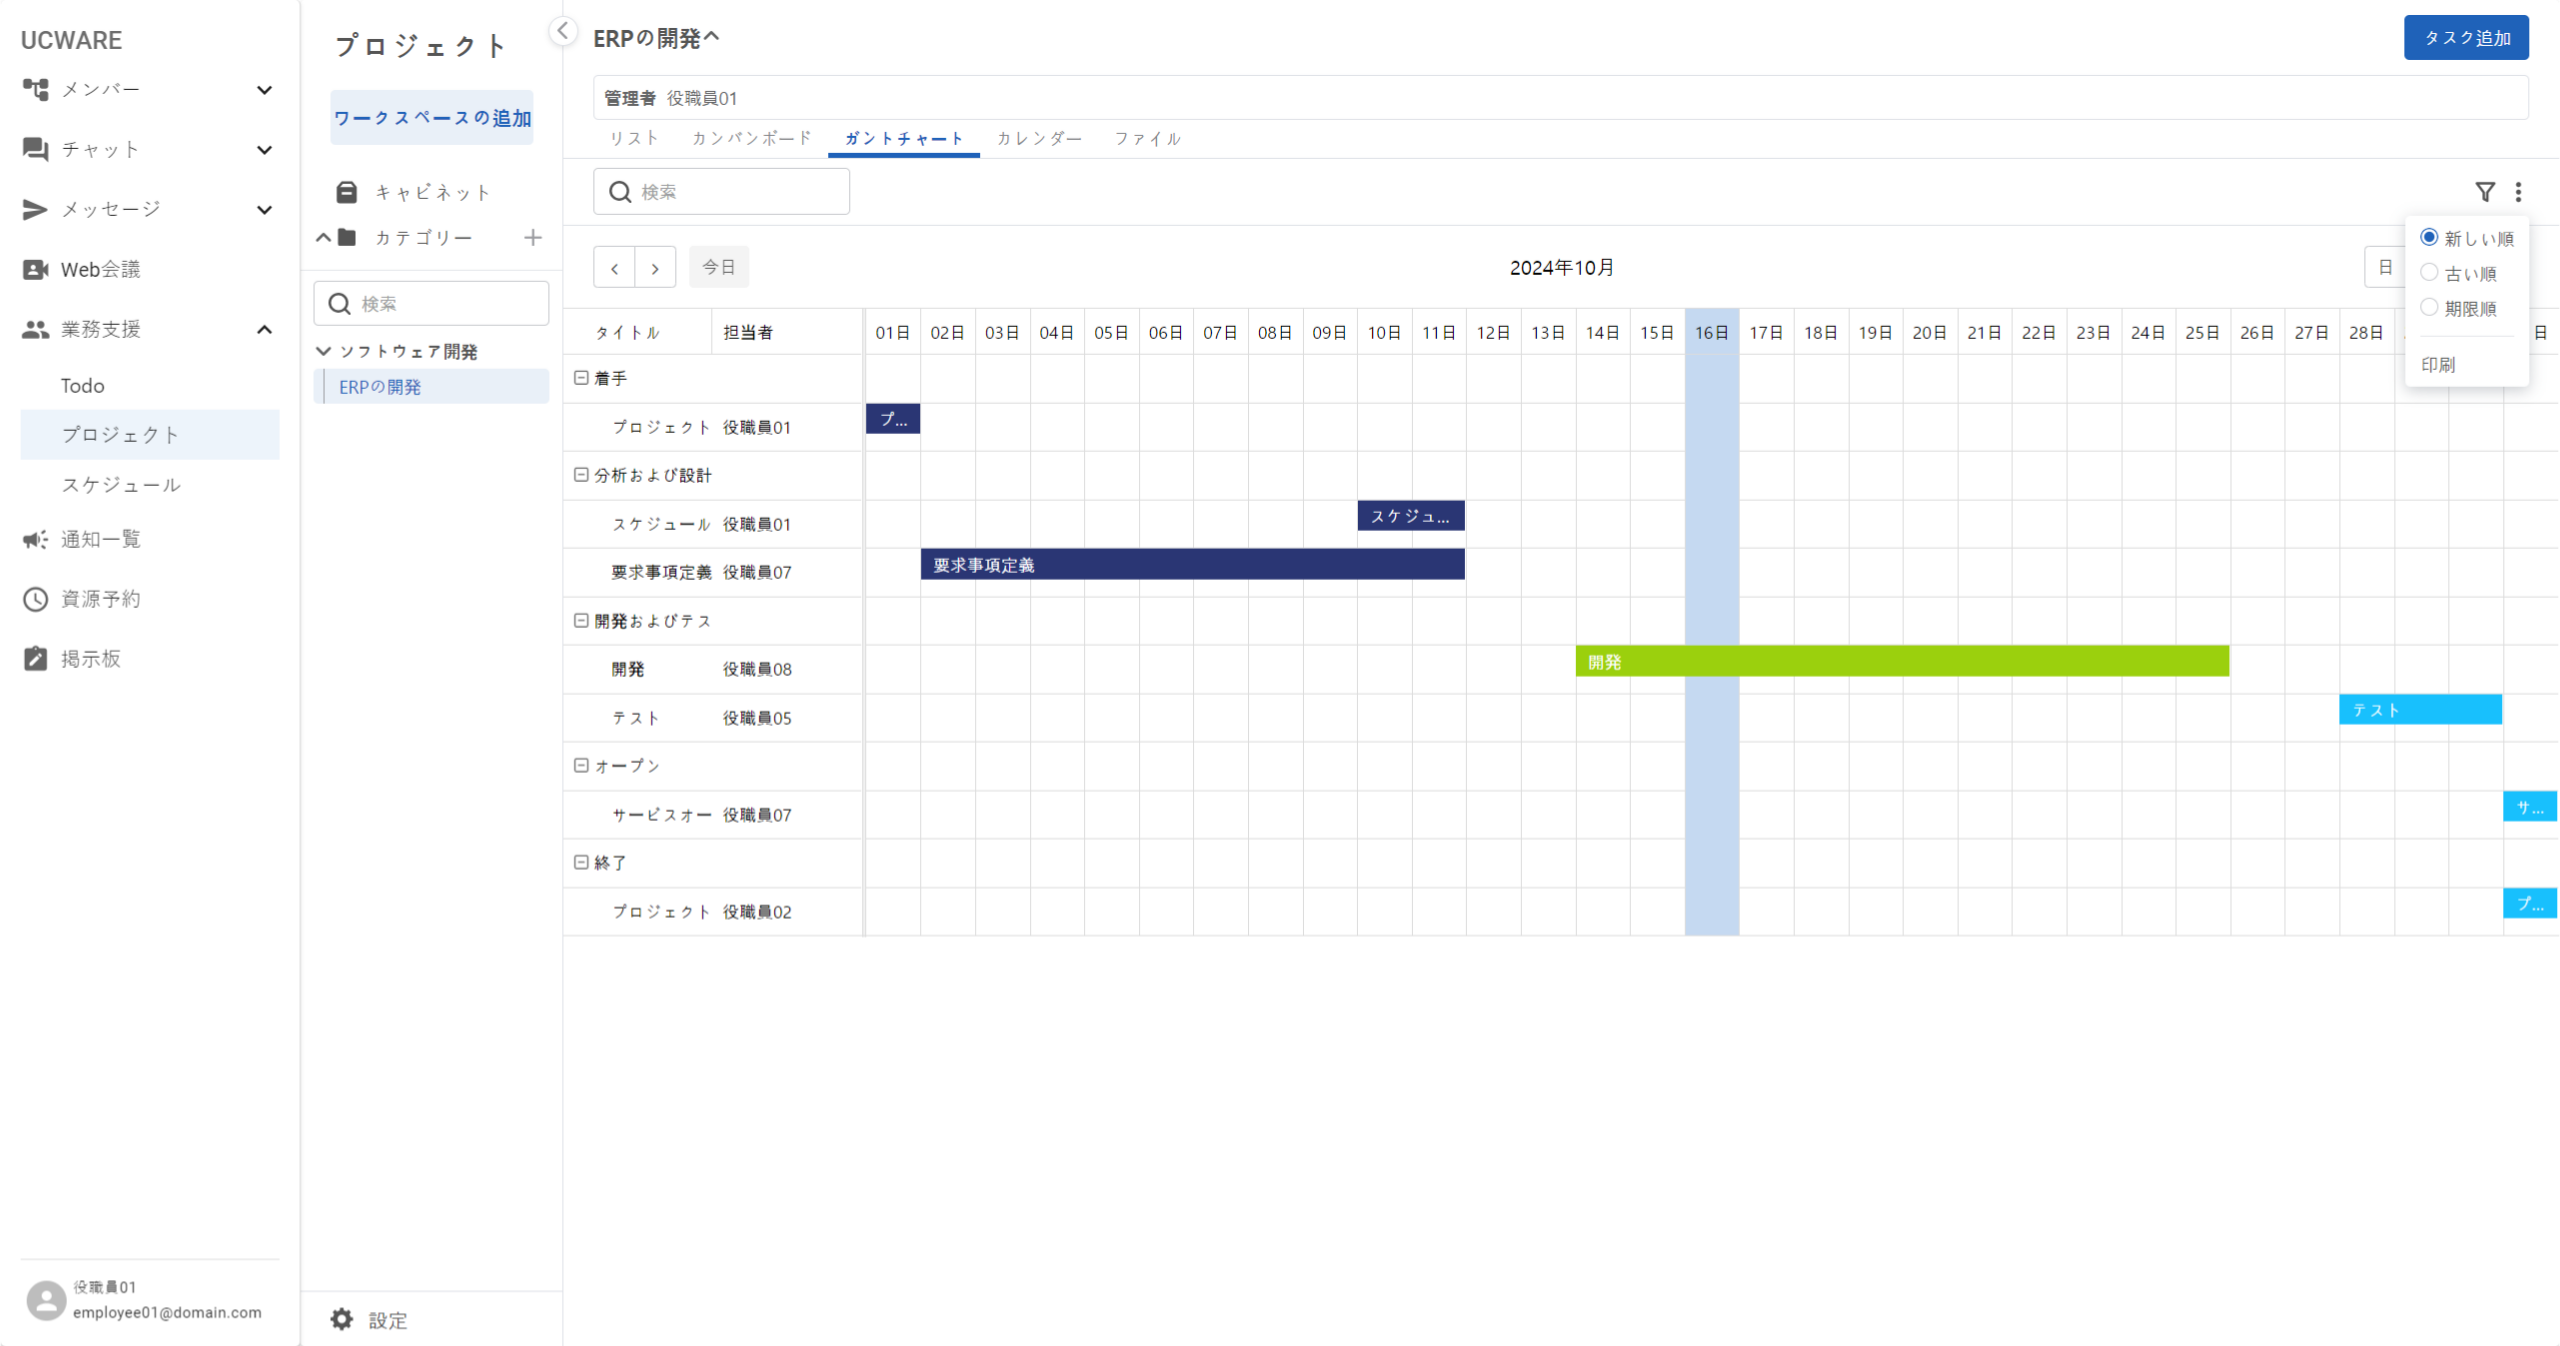 UCWARE
メンバー
チャット
メッセージ
Web会議
業務支援
Todo
プロジェクト
スケジュール
通知一覧
資源予約
掲示板
役職員01
employee01@domain.com
プロジェクト
ワークスペースの追加
キャビネット
カテゴリー
検索
ソフトウェア開発
ERPの開発
設定
ERPの開発
タスク追加
管理者 役職員01
リスト カンバンボード ガントチャート カレンダー ファイル
検索
新しい順
古い順
期限順
印刷
今日 2024年10月 日
タイトル 担当者 01日 02日 03日 04日 05日 06日 07日 08日 09日 10日 11日 12日 13日 14日 15日 16日 17日 18日 19日 20日 21日 22日 23日 24日 25日 26日 27日 28日 日
着手
プロジェクト 役職員01 プ...
分析および設計
スケジュール 役職員01 スケジュ...
要求事項定義 役職員07 要求事項定義
開発およびテス
開発 役職員08 開発
テスト 役職員05 テスト
オープン
サービスオー 役職員07 サ...
終了
プロジェクト 役職員02 プ...